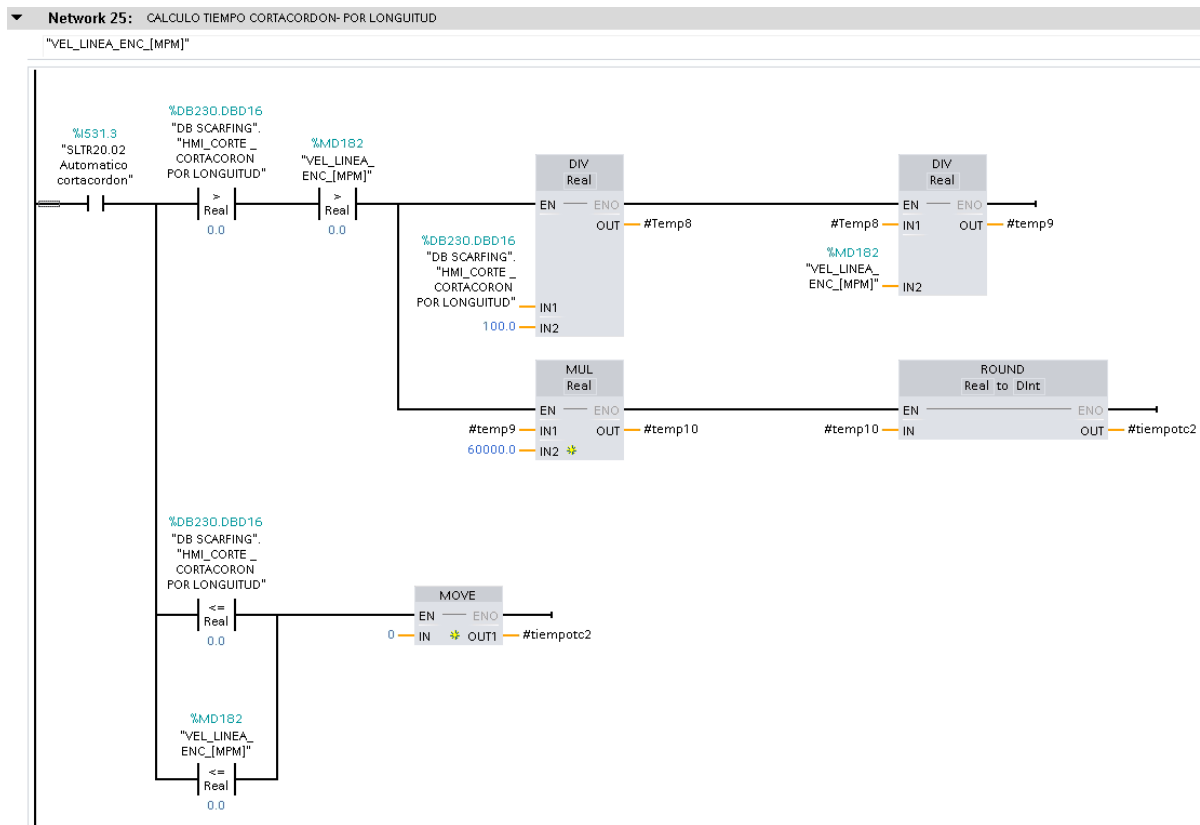 Network 25: CALCULO TIEMPO CORTACORDON- POR LONGUITUD
"VEL_LINEA_ENC_[MPM]"
%I531.3
"SLTR20.02
Automatico
cortacordon"
%DB230.DBD16
"DB SCARFING".
"HMI_CORTE _
CORTACORON
POR LONGUITUD"
>
Real
0.0
%MD182
"VEL_LINEA_
ENC_[MPM]"
>
Real
0.0
DIV
Real
EN ENO
OUT #Temp8
%DB230.DBD16
"DB SCARFING".
"HMI_CORTE _
CORTACORON
POR LONGUITUD" IN1
100.0 IN2
DIV
Real
EN ENO
#Temp8 IN1 OUT #temp9
%MD182
"VEL_LINEA_
ENC_[MPM]" IN2
MUL
Real
EN ENO
#temp9 IN1 OUT #temp10
60000.0 IN2
ROUND
Real to DInt
EN ENO
#temp10 IN OUT #tiempotc2
%DB230.DBD16
"DB SCARFING".
"HMI_CORTE _
CORTACORON
POR LONGUITUD"
<=
Real
0.0
MOVE
EN ENO
0 IN OUT1 #tiempotc2
%MD182
"VEL_LINEA_
ENC_[MPM]"
<=
Real
0.0